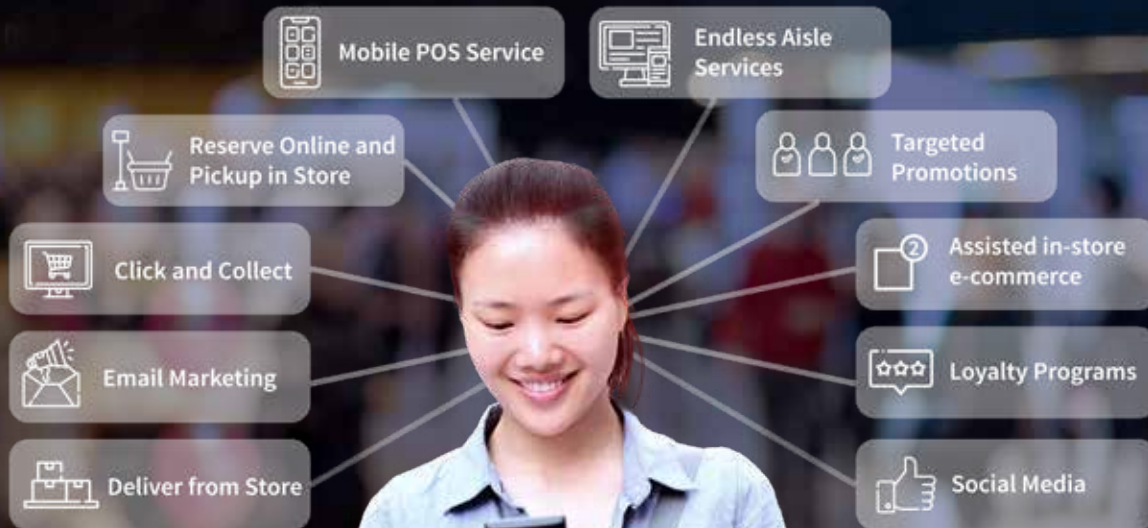 Mobile POS Service
Endless Aisle
Services
Reserve Online and
Pickup in Store
Targeted
Promotions
Click and Collect
2
Assisted in-store
e-commerce
Email Marketing
Loyalty Programs
Deliver from Store
Social Media